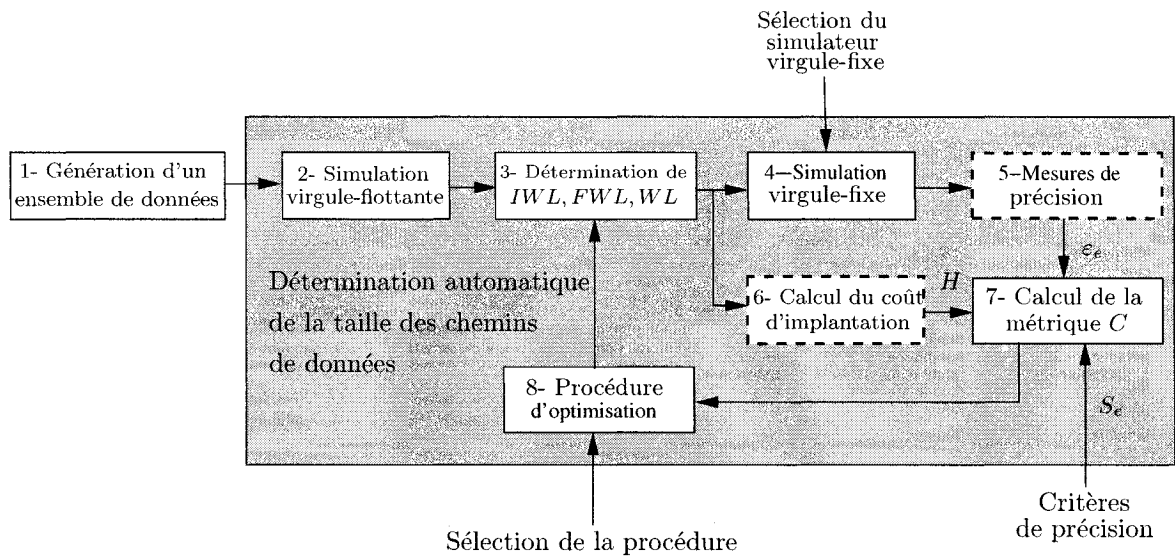 Sélection du
simulateur
virgule-fixe
1- Génération d'un
ensemble de données
2- Simulation
virgule-flottante
3- Détermination de
IWL, FWL, WL
4–Simulation
virgule-fixe
5–Mesures de
précision
e_e
Détermination automatique
de la taille des chemins
de données
6- Calcul du coût
d'implantation
H
7- Calcul de la
métrique C
8- Procédure
d'optimisation
S_e
Sélection de la procédure
Critères
de précision